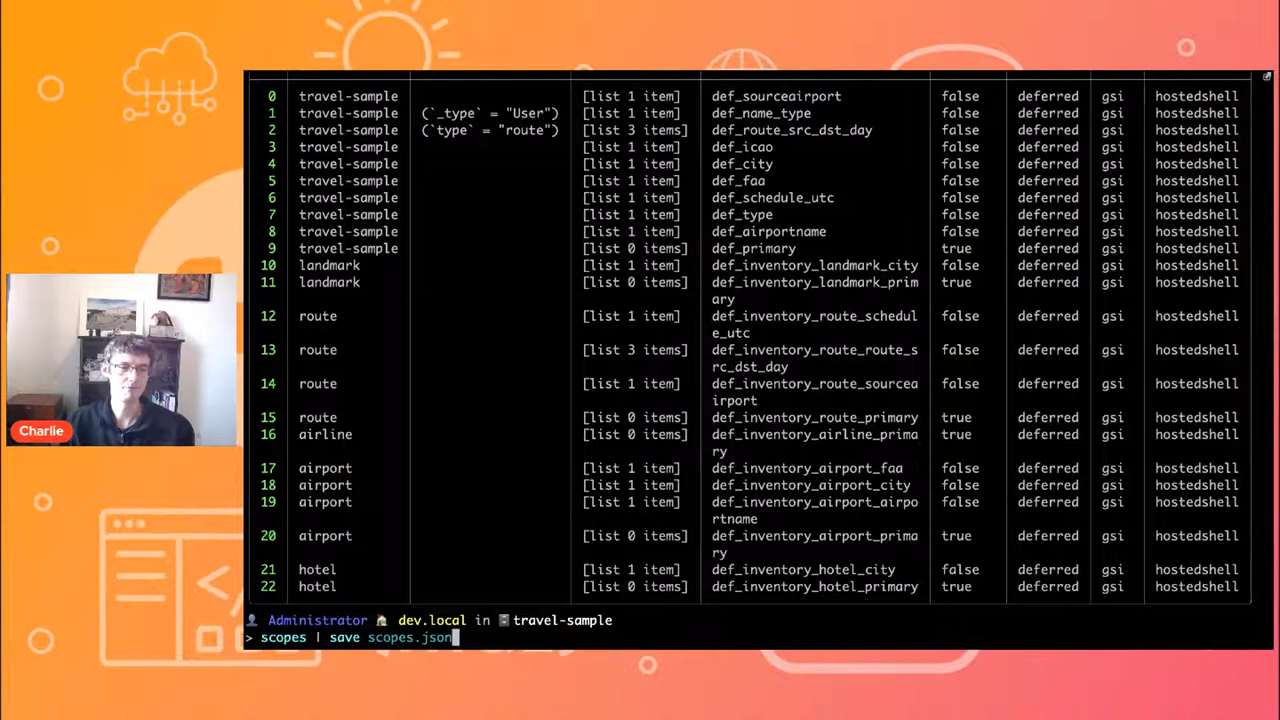 0 travel-sample [list 1 item] def_sourceairport false deferred gsi hostedshell
1 travel-sample (`_type` = "User") [list 1 item] def_name_type false deferred gsi hostedshell
2 travel-sample (`type` = "route") [list 3 items] def_route_src_dst_day false deferred gsi hostedshell
3 travel-sample [list 1 item] def_icao false deferred gsi hostedshell
4 travel-sample [list 1 item] def_city false deferred gsi hostedshell
5 travel-sample [list 1 item] def_faa false deferred gsi hostedshell
6 travel-sample [list 1 item] def_schedule_utc false deferred gsi hostedshell
7 travel-sample [list 1 item] def_type false deferred gsi hostedshell
8 travel-sample [list 1 item] def_airportname false deferred gsi hostedshell
9 travel-sample [list 0 items] def_primary true deferred gsi hostedshell
10 landmark [list 1 item] def_inventory_landmark_city false deferred gsi hostedshell
11 landmark [list 0 items] def_inventory_landmark_prim true deferred gsi hostedshell
ary
12 route [list 1 item] def_inventory_route_schedul false deferred gsi hostedshell
e_utc
13 route [list 3 items] def_inventory_route_route_s false deferred gsi hostedshell
rc_dst_day
14 route [list 1 item] def_inventory_route_sourcea false deferred gsi hostedshell
irport
15 route [list 0 items] def_inventory_route_primary true deferred gsi hostedshell
16 airline [list 0 items] def_inventory_airline_prima true deferred gsi hostedshell
ry
17 airport [list 1 item] def_inventory_airport_faa false deferred gsi hostedshell
18 airport [list 1 item] def_inventory_airport_city false deferred gsi hostedshell
19 airport [list 1 item] def_inventory_airport_airpo false deferred gsi hostedshell
rtname
20 airport [list 0 items] def_inventory_airport_prima true deferred gsi hostedshell
ry
21 hotel [list 1 item] def_inventory_hotel_city false deferred gsi hostedshell
22 hotel [list 0 items] def_inventory_hotel_primary true deferred gsi hostedshell
Administrator dev.local in travel-sample
> scopes | save scopes.json
Charlie